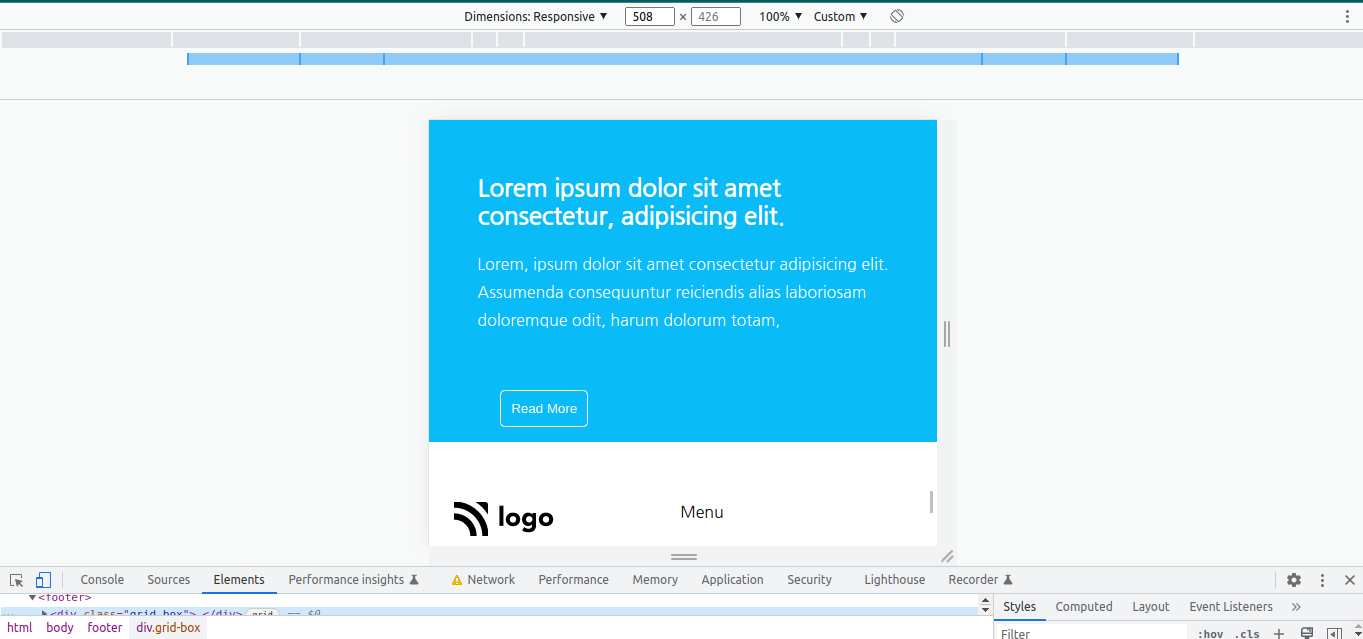 Dimensions: Responsive ▼ 508 × 426 100% ▼ Custom ▼
Lorem ipsum dolor sit amet
consectetur, adipisicing elit.
Lorem, ipsum dolor sit amet consectetur adipisicing elit.
Assumenda consequuntur reiciendis alias laboriosam
doloremque odit, harum dolorum totam,
Read More
logo
Menu
Console Sources Elements Performance insights Network Performance Memory Application Security Lighthouse Recorder
<footer>
<div class="grid-box"> </div> grid == $0
Styles Computed Layout Event Listeners »
html body footer div.grid-box
Filter :hov .cls +